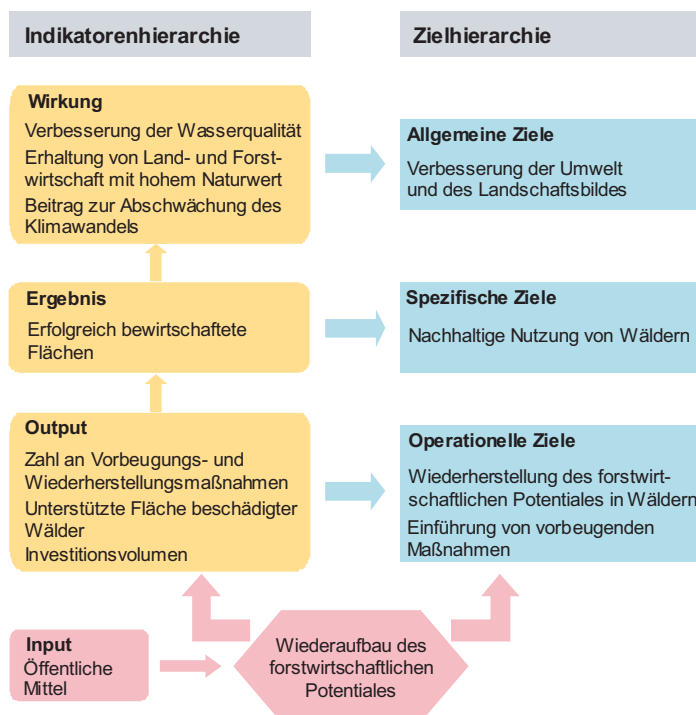 Indikatorenhierarchie
Zielhierarchie
Wirkung
Verbesserung der Wasserqualität
Erhaltung von Land- und Forst-
wirtschaft mit hohem Naturwert
Beitrag zur Abschwächung des
Klimawandels
Allgemeine Ziele
Verbesserung der Umwelt
und des Landschaftsbildes
Ergebnis
Erfolgreich bewirtschaftete
Flächen
Spezifische Ziele
Nachhaltige Nutzung von Wäldern
Output
Zahl an Vorbeugungs- und
Wiederherstellungsmaßnahmen
Unterstützte Fläche beschädigter
Wälder
Investitionsvolumen
Operationelle Ziele
Wiederherstellung des forstwirt-
schaftlichen Potentiales in Wäldern
Einführung von vorbeugenden
Maßnahmen
Input
Öffentliche
Mittel
Wiederaufbau des
forstwirtschaftlichen
Potentiales